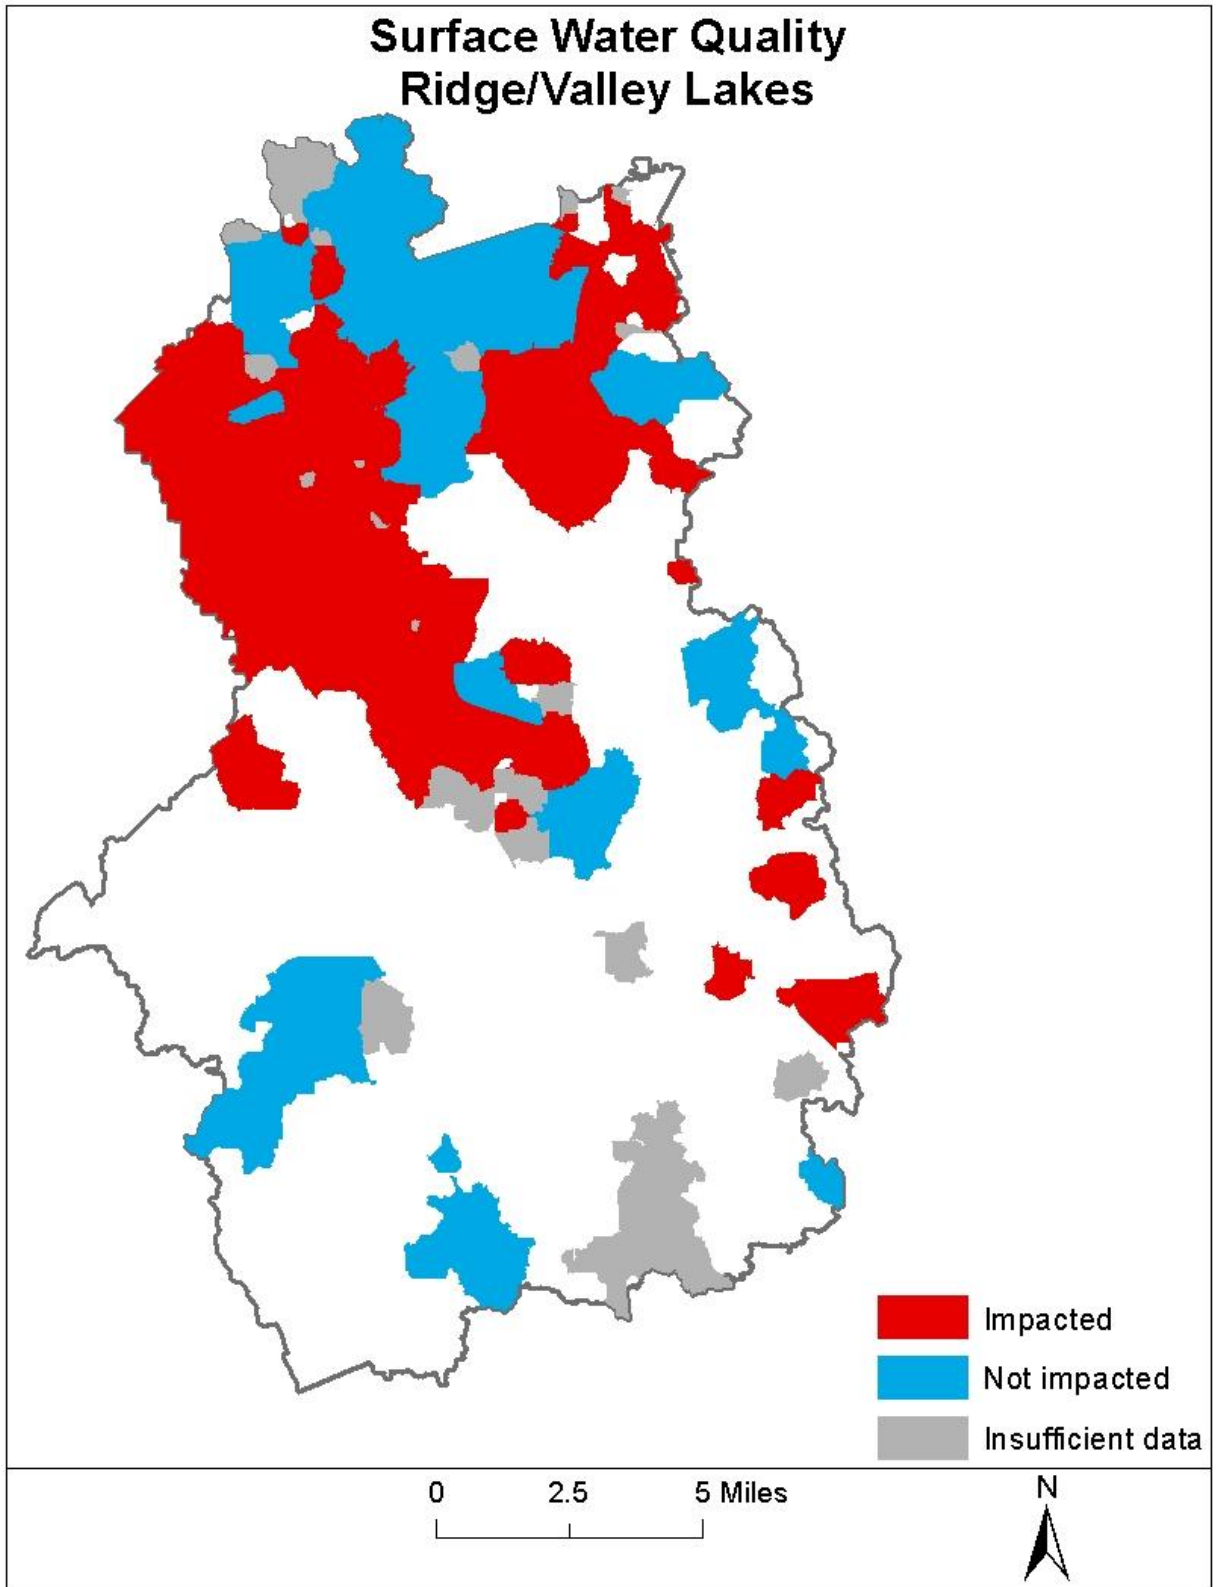 Surface Water Quality
Ridge/Valley Lakes
Impacted
Not impacted
Insufficient data
0 2.5 5 Miles
N